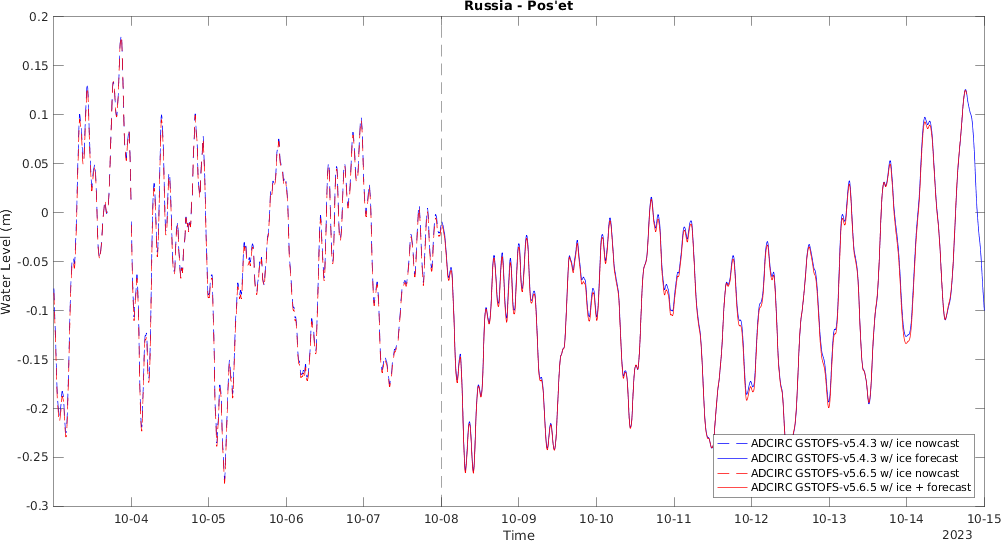 Russia - Pos'et
0.2
0.15
0.1
0.05
0
-0.05
-0.1
-0.15
-0.2
-0.25
-0.3
Water Level (m)
ADCIRC GSTOFS-v5.4.3 w/ ice nowcast
ADCIRC GSTOFS-v5.4.3 w/ ice forecast
ADCIRC GSTOFS-v5.6.5 w/ ice nowcast
ADCIRC GSTOFS-v5.6.5 w/ ice + forecast
10-04 10-05 10-06 10-07 10-08 10-09 10-10 10-11 10-12 10-13 10-14 10-15
Time
2023